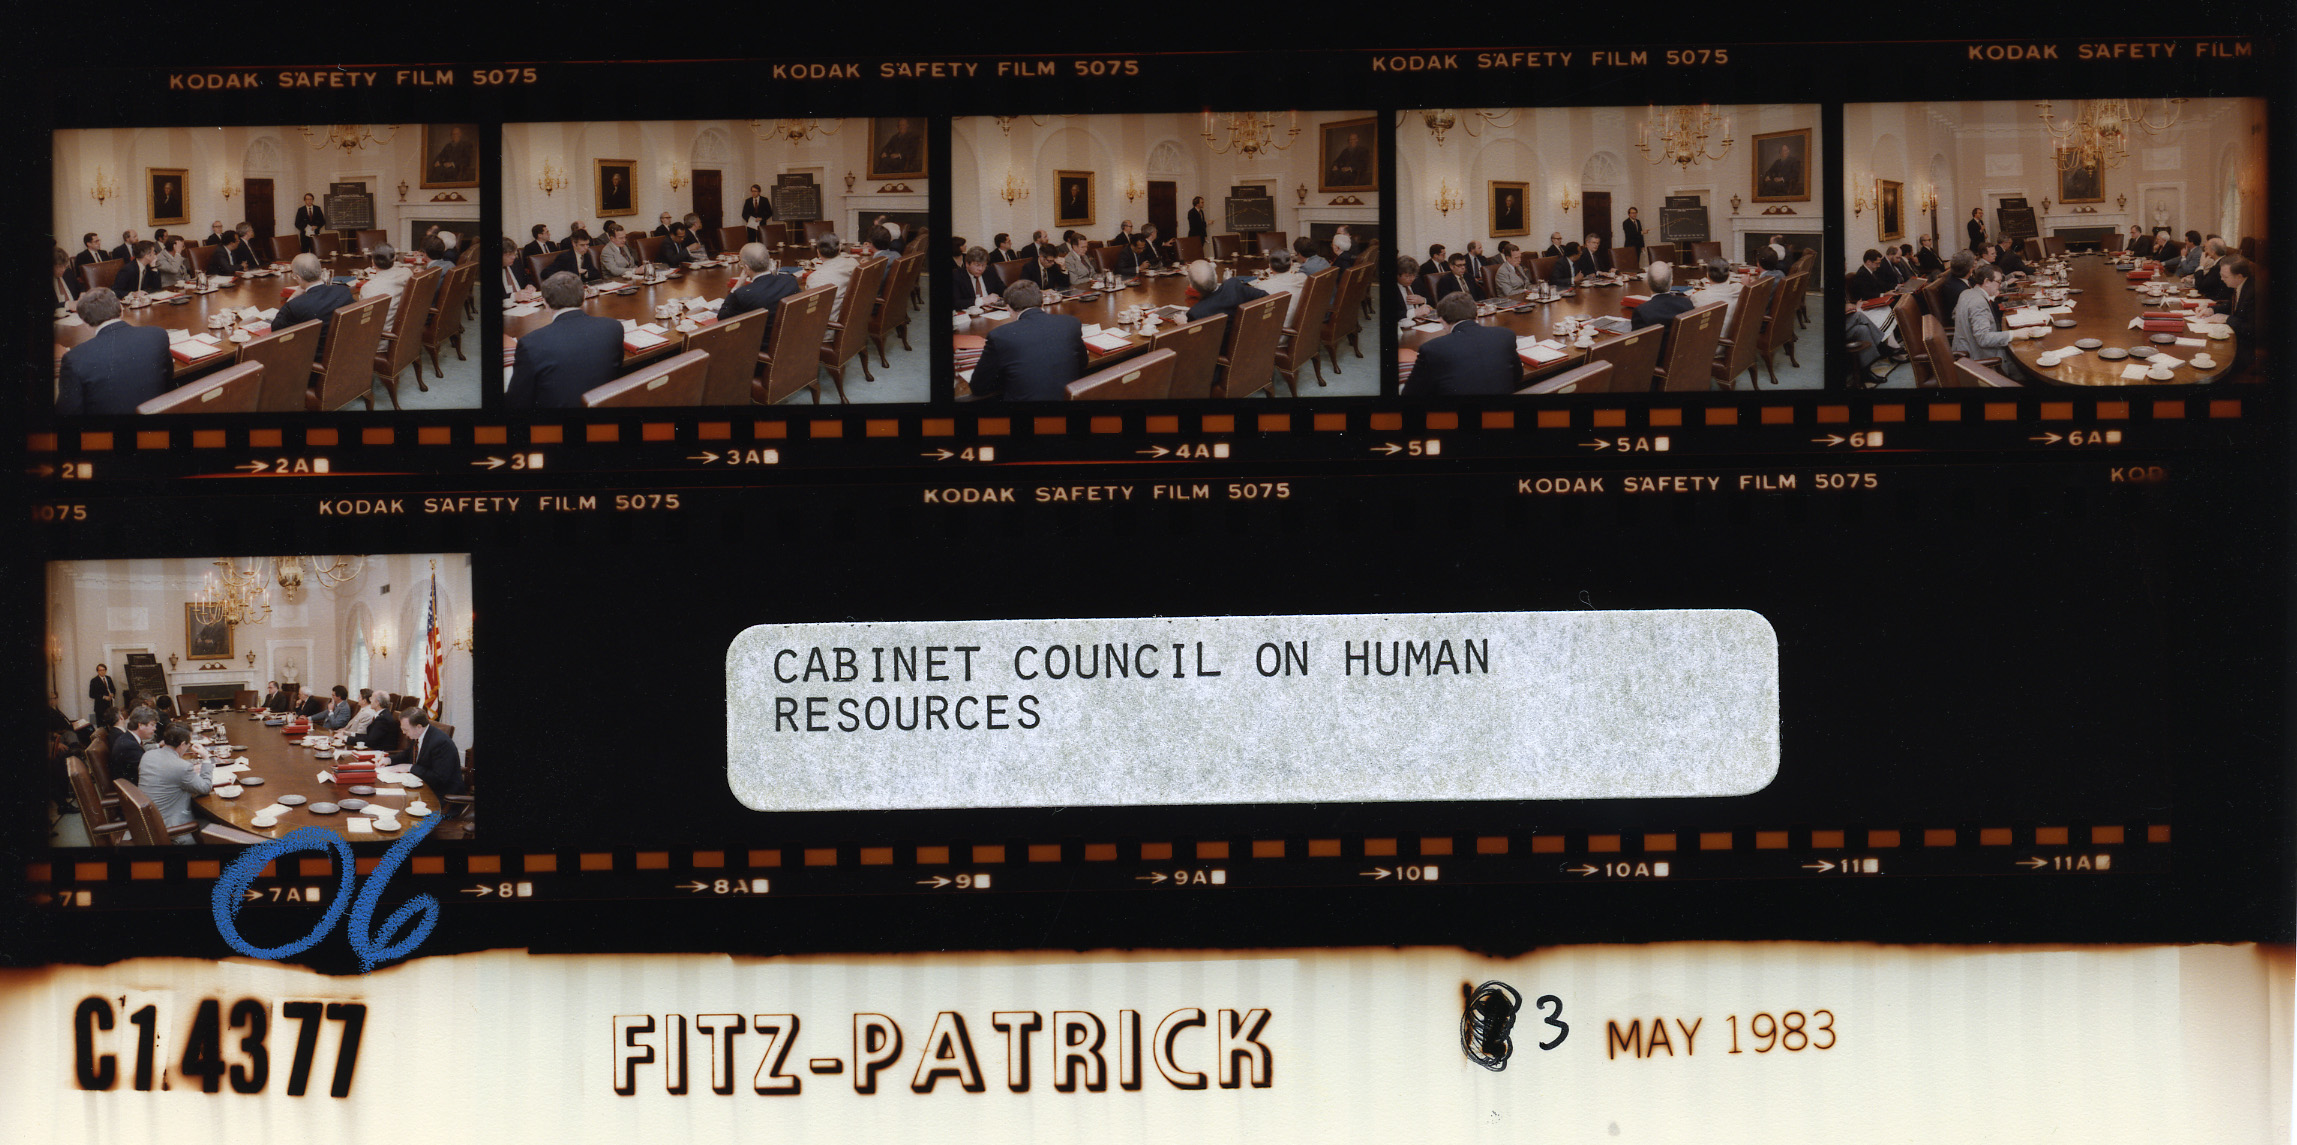 KODAK SAFETY FILM 5075 KODAK SAFETY FILM 5075 KODAK SAFETY FILM 5075 KODAK SAFETY FILM
→2 →2A →3 →3A →4 →4A →5 →5A →6 →6A
5075 KODAK SAFETY FILM 5075 KODAK SAFETY FILM 5075 KODAK SAFETY FILM 5075 KOD
CABINET COUNCIL ON HUMAN
RESOURCES
7 →7A →8 →8A →9 →9A →10 →10A →11 →11A
06
C14377 FITZ-PATRICK 3 MAY 1983